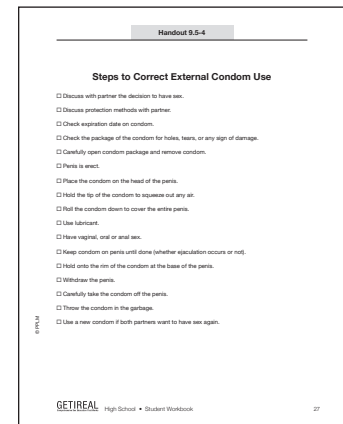 Handout 9.5-4
Steps to Correct External Condom Use
☐ Discuss with partner the decision to have sex.
☐ Discuss protection methods with partner.
☐ Check expiration date on condom.
☐ Check the package of the condom for holes, tears, or any sign of damage.
☐ Carefully open condom package and remove condom.
☐ Penis is erect.
☐ Place the condom on the head of the penis.
☐ Hold the tip of the condom to squeeze out any air.
☐ Roll the condom down to cover the entire penis.
☐ Use lubricant.
☐ Have vaginal, oral or anal sex.
☐ Keep condom on penis until done (whether ejaculation occurs or not).
☐ Hold onto the rim of the condom at the base of the penis.
☐ Withdraw the penis.
☐ Carefully take the condom off the penis.
☐ Throw the condom in the garbage.
☐ Use a new condom if both partners want to have sex again.
© PPLM
GET REAL High School • Student Workbook 27